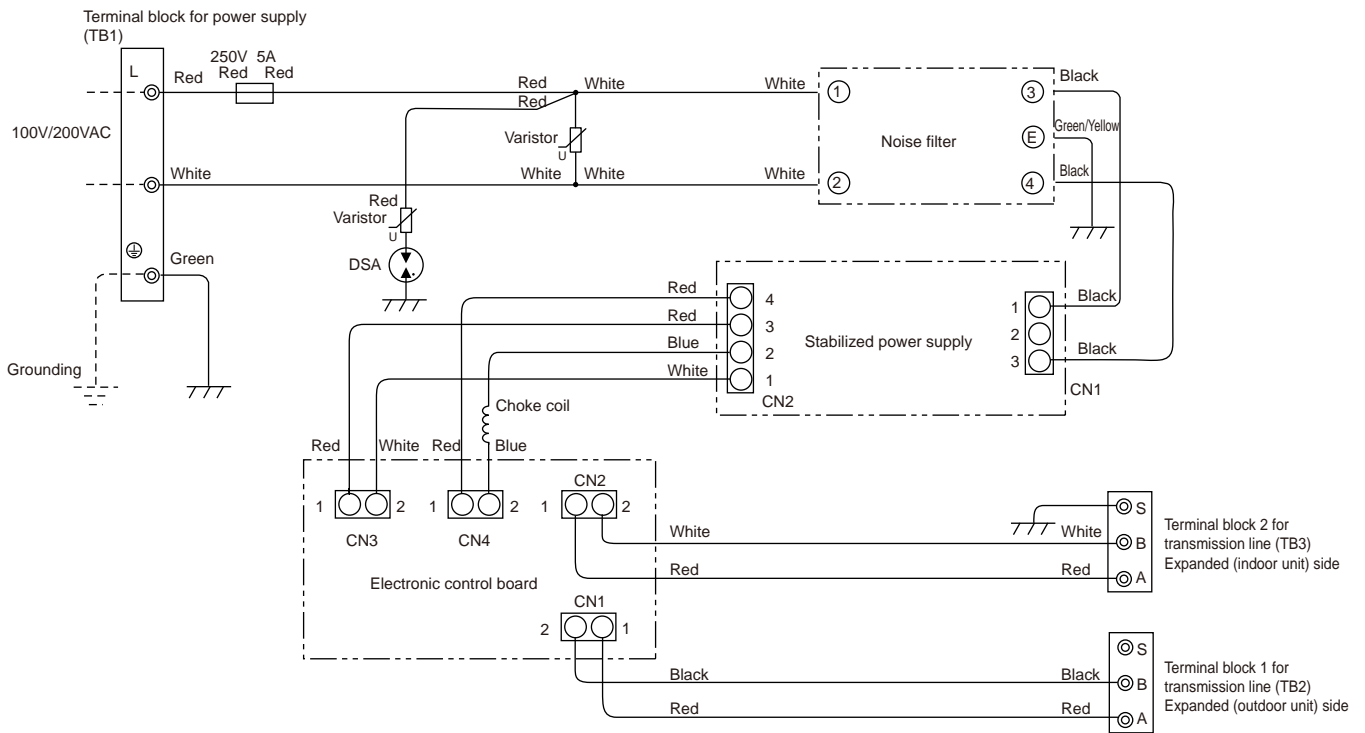 Terminal block for power supply
(TB1)
250V 5A
L
Red
Red
Red
Red
White
White
Red
1
3
Black
100V/200VAC
Varistor
U
Noise filter
E
Green/Yellow
White
White
White
White
2
4
Black
Red
Varistor
U
Green
DSA
Red
4
Red
3
Blue
2
White
1
CN2
Stabilized power supply
1
Black
2
3
Black
CN1
Grounding
Choke coil
Red
White
Red
Blue
1
2
CN3
1
2
CN4
CN2
1
2
Electronic control board
White
White
Red
Red
S
B
A
Terminal block 2 for
transmission line (TB3)
Expanded (indoor unit) side
CN1
2
1
Black
Black
Red
Red
S
B
A
Terminal block 1 for
transmission line (TB2)
Expanded (outdoor unit) side